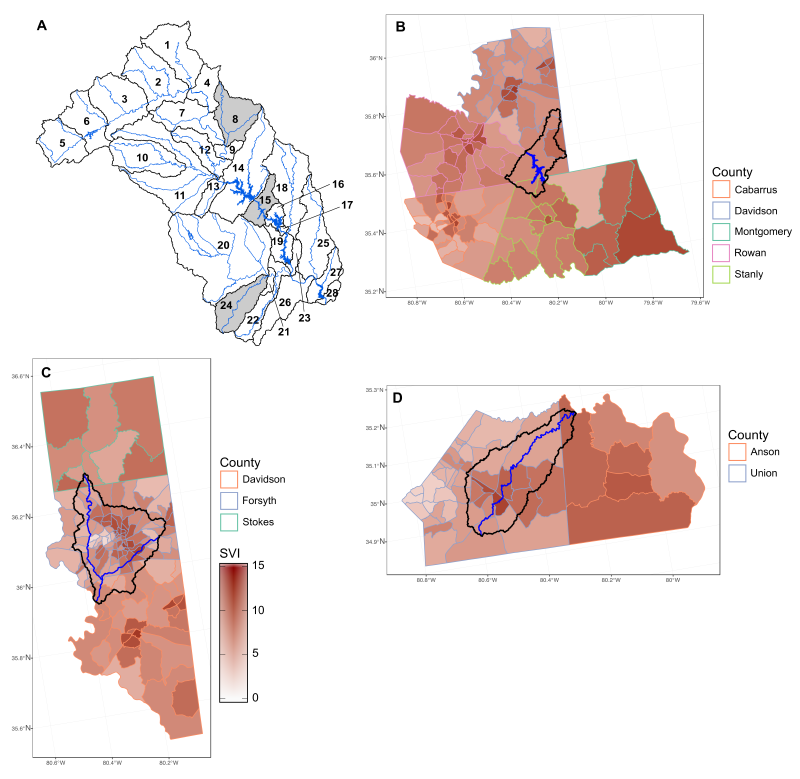 A
1
2
3
4
5
6
7
8
9
10
11
12
13
14
15
16
17
18
19
20
21
22
23
24
25
26
27
28
B
36°N
35.8°N
35.6°N
35.4°N
35.2°N
80.8°W 80.6°W 80.4°W 80.2°W 80°W 79.8°W 79.6°W
County
Cabarrus
Davidson
Montgomery
Rowan
Stanly
C
36.6°N
36.4°N
36.2°N
36°N
35.8°N
35.6°N
80.6°W 80.4°W 80.2°W
County
Davidson
Forsyth
Stokes
SVI
15
10
5
0
D
35.3°N
35.2°N
35.1°N
35°N
34.9°N
80.8°W 80.6°W 80.4°W 80.2°W 80°W
County
Anson
Union